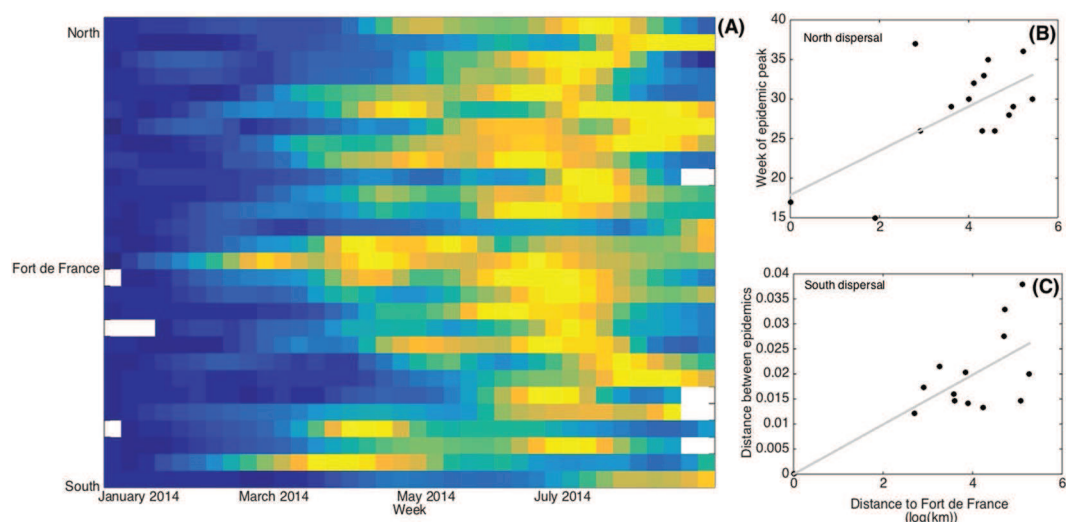 North
Fort de France
South
January 2014
March 2014
May 2014
July 2014
Week
(A)
(B)
North dispersal
Week of epidemic peak
40
35
30
25
20
15
0
2
4
6
(C)
South dispersal
Distance between epidemics
0.04
0.035
0.03
0.025
0.02
0.015
0.01
0.005
0
0
2
4
6
Distance to Fort de France
(log(km))